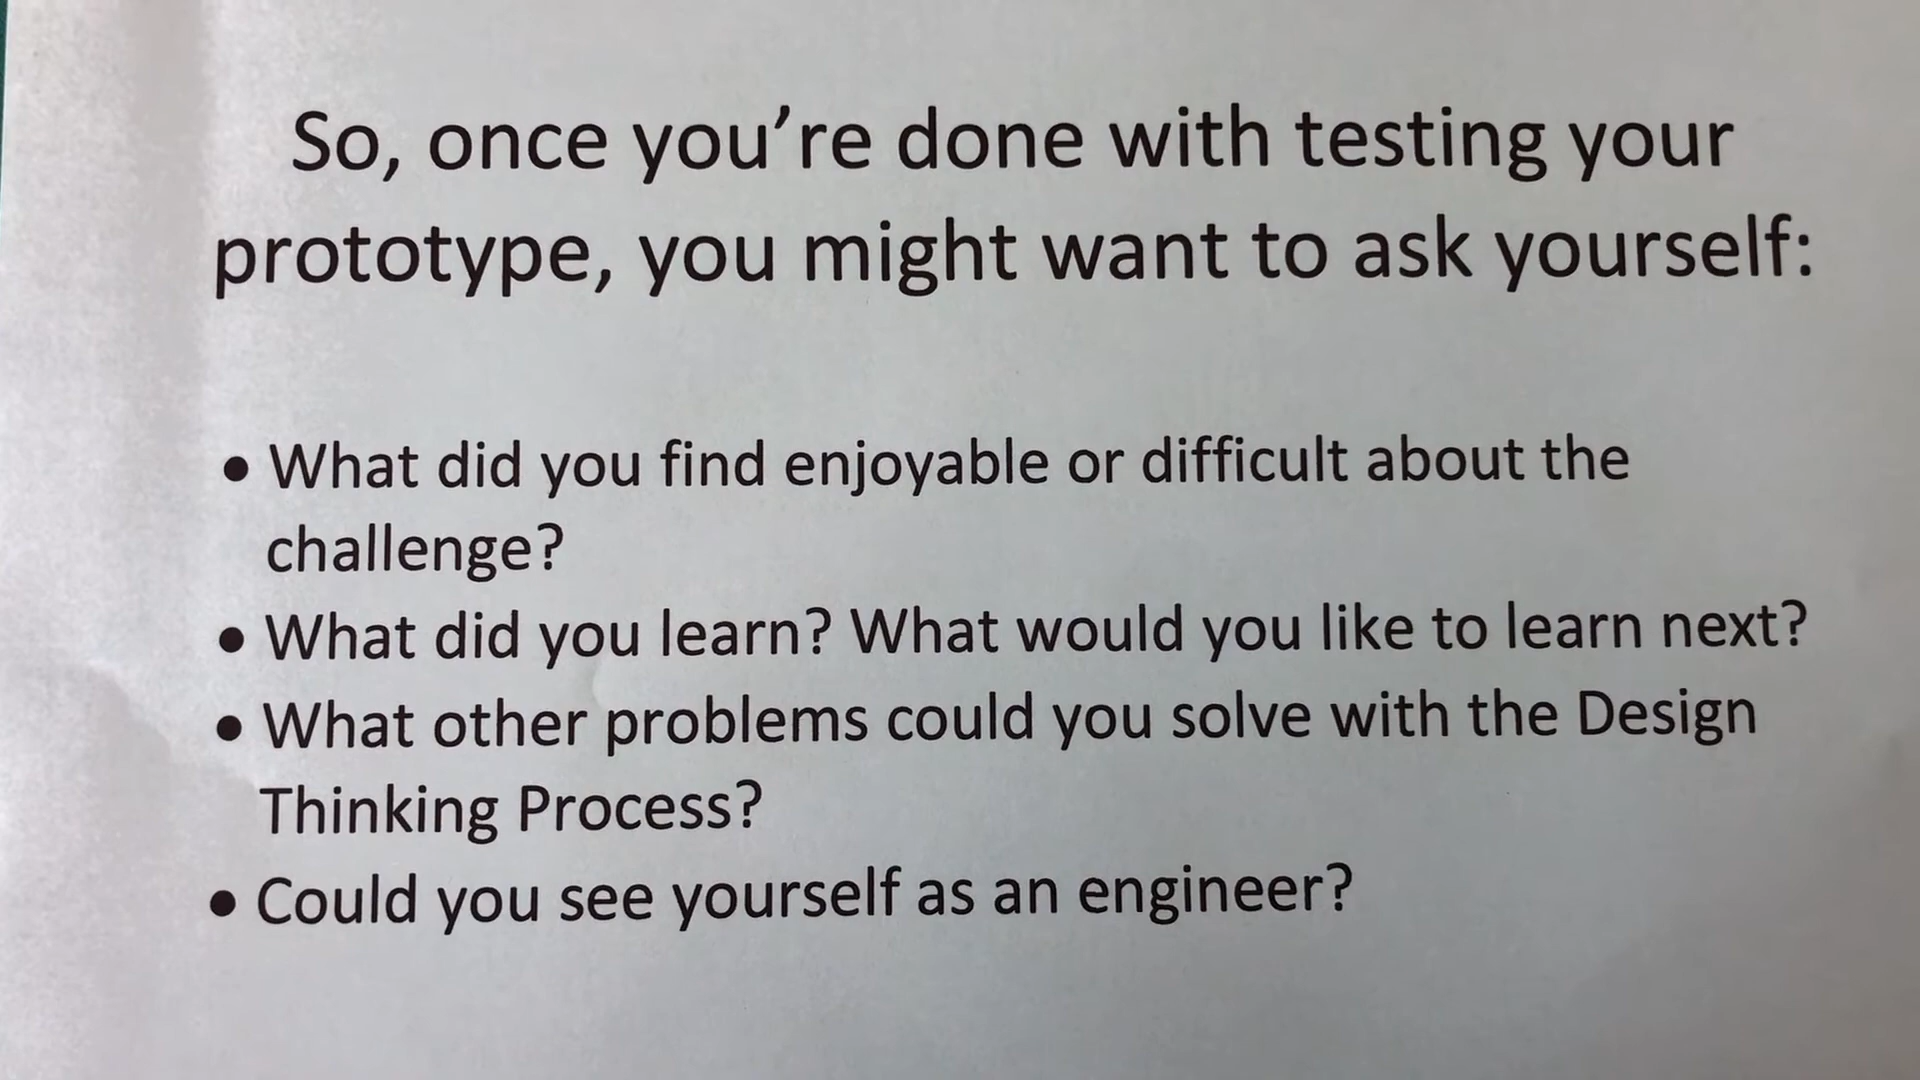 So, once you’re done with testing your
prototype, you might want to ask yourself:
• What did you find enjoyable or difficult about the
challenge?
• What did you learn? What would you like to learn next?
• What other problems could you solve with the Design
Thinking Process?
• Could you see yourself as an engineer?